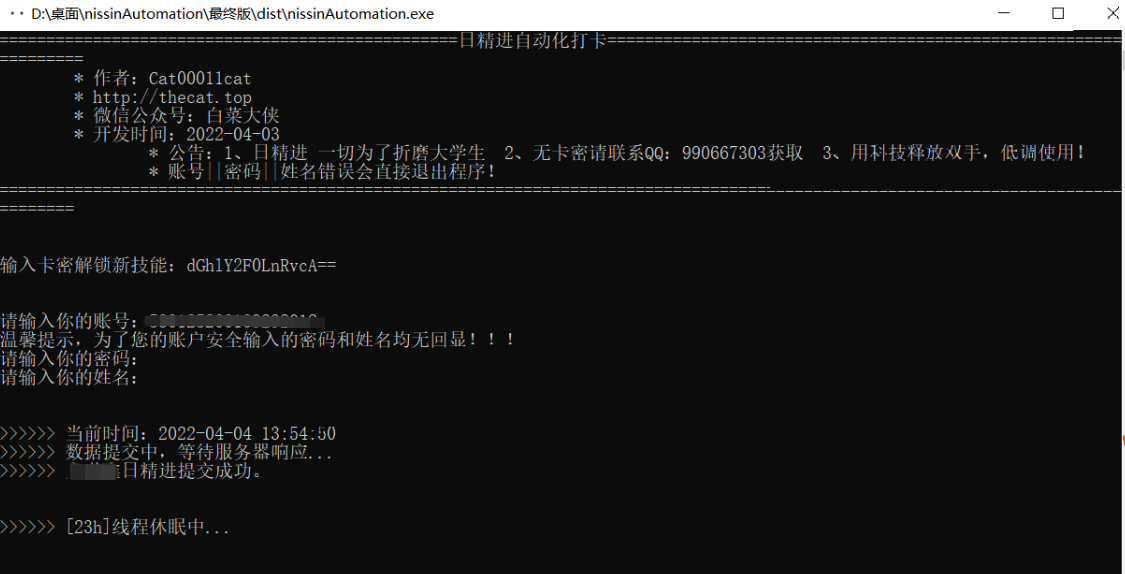 D:\桌面\nissinAutomation\最终版\dist\nissinAutomation.exe
=================================================日精进自动化打卡=======================================================
=========
* 作者：Cat00011cat
* http://thecat.top
* 微信公众号：白菜大侠
* 开发时间：2022-04-03
* 公告：1、日精进 一切为了折磨大学生 2、无卡密请联系QQ：990667303获取 3、用科技释放双手，低调使用！
* 账号||密码||姓名错误会直接退出程序！
========================================================================================================================
========
输入卡密解锁新技能：dGhlY2F0LnRvcA==
请输入你的账号：
温馨提示，为了您的账户安全输入的密码和姓名均无回显！！！
请输入你的密码：
请输入你的姓名：
>>>>>> 当前时间：2022-04-04 13:54:50
>>>>>> 数据提交中，等待服务器响应...
>>>>>> 日精进提交成功。
>>>>>> [23h]线程休眠中...